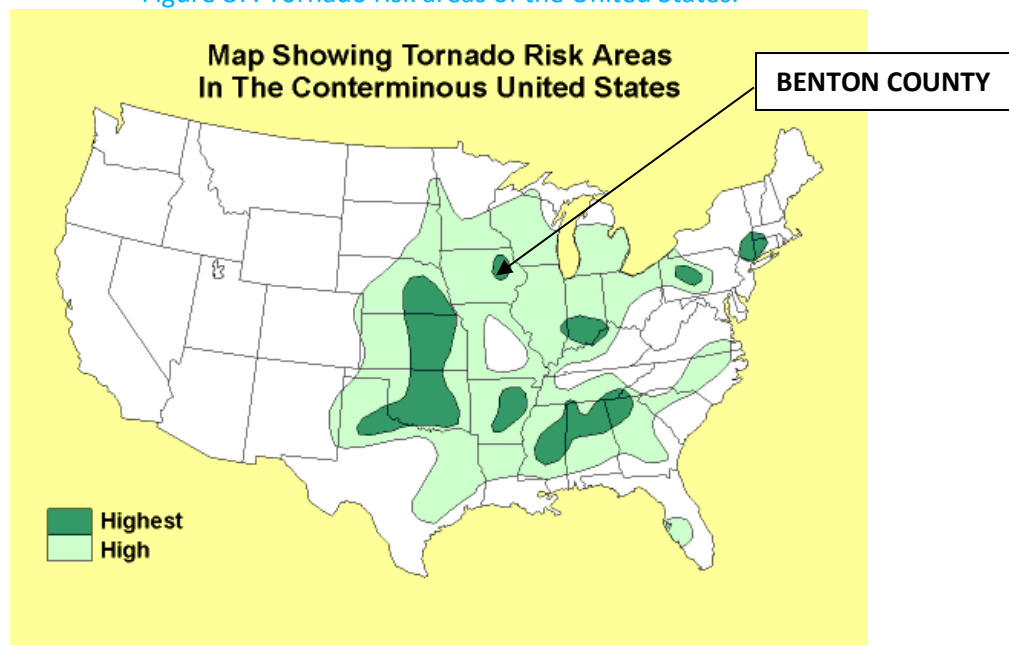 Map Showing Tornado Risk Areas
In The Conterminous United States
BENTON COUNTY
Highest
High